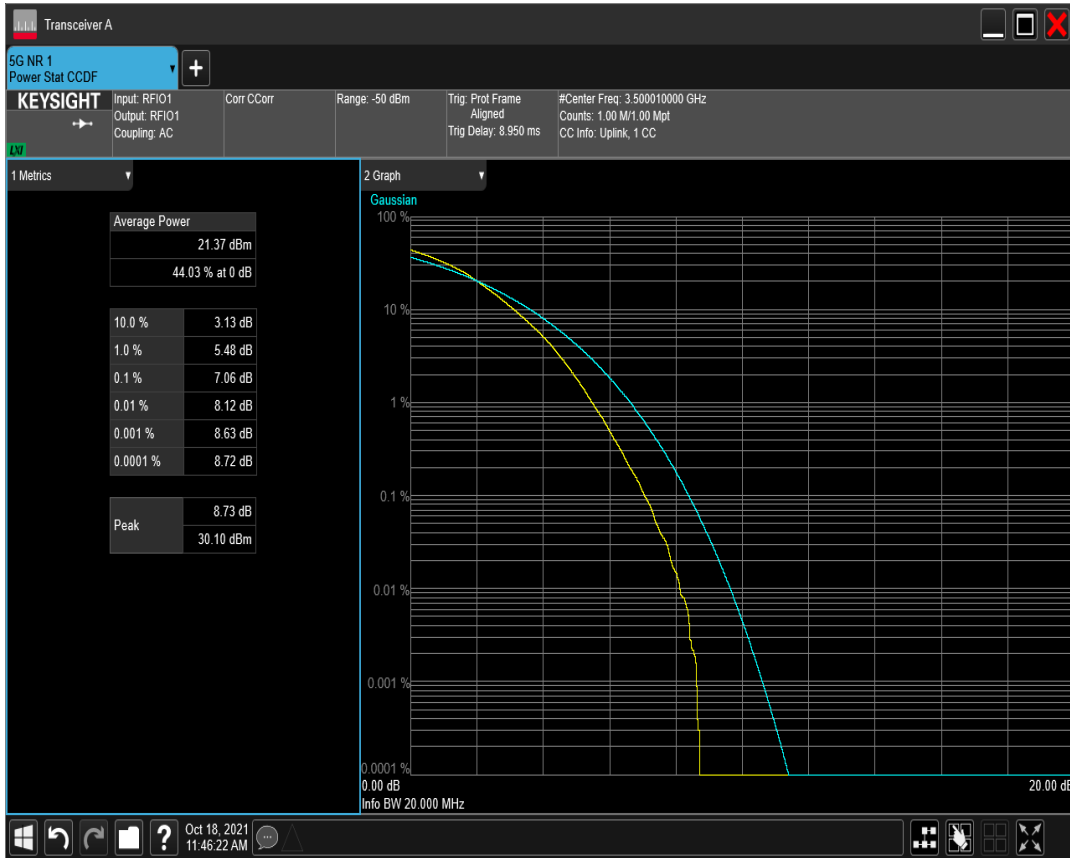 Transceiver A
5G NR 1
Power Stat CCDF
KEYSIGHT
LXI
Input: RFIO1
Output: RFIO1
Coupling: AC
Corr CCorr
Range: -50 dBm
Trig: Prot Frame
Aligned
Trig Delay: 8.950 ms
#Center Freq: 3.500010000 GHz
Counts: 1.00 M/1.00 Mpt
CC Info: Uplink, 1 CC
1 Metrics
Average Power
21.37 dBm
44.03 % at 0 dB
10.0 % 3.13 dB
1.0 % 5.48 dB
0.1 % 7.06 dB
0.01 % 8.12 dB
0.001 % 8.63 dB
0.0001 % 8.72 dB
Peak
8.73 dB
30.10 dBm
2 Graph
Gaussian
100 %
10 %
1 %
0.1 %
0.01 %
0.001 %
0.0001 %
0.00 dB 20.00 dB
Info BW 20.000 MHz
Oct 18, 2021
11:46:22 AM